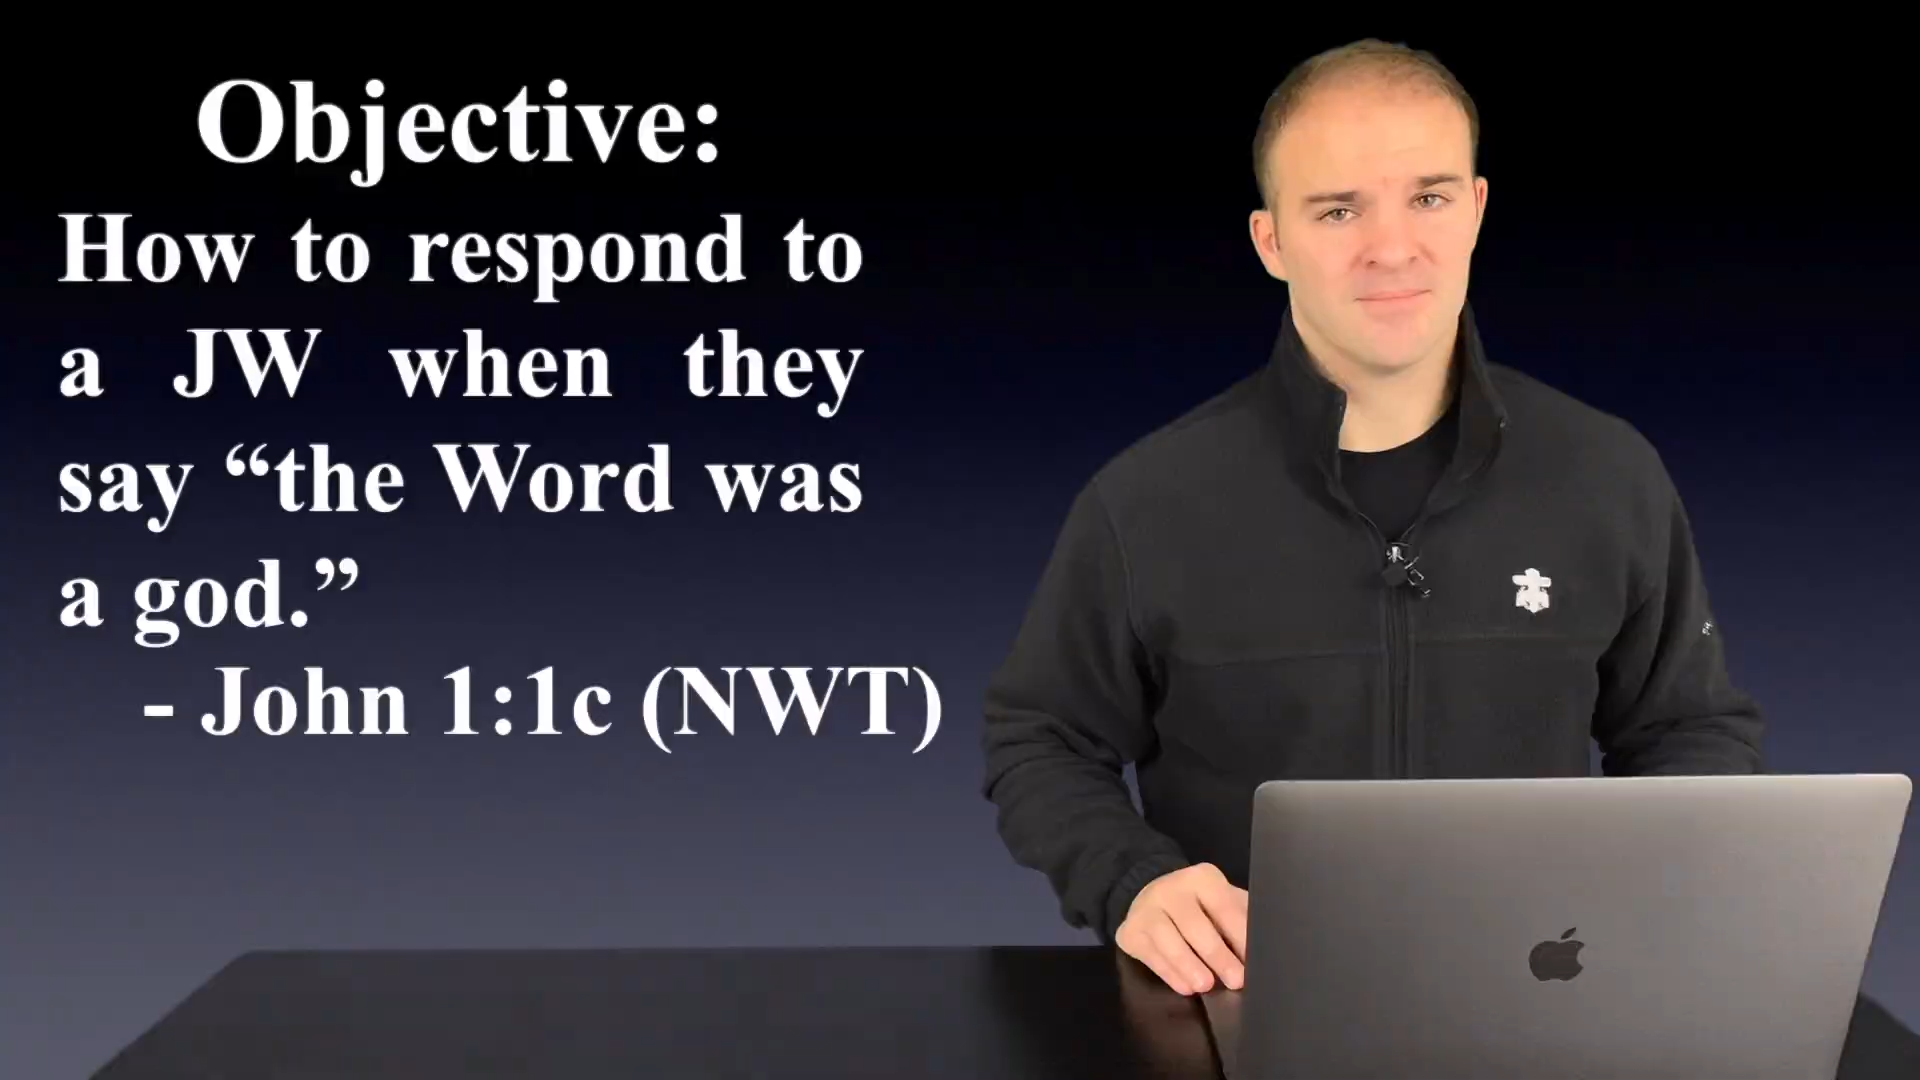 Objective:
How to respond to
a JW when they
say “the Word was
a god.”
- John 1:1c (NWT)